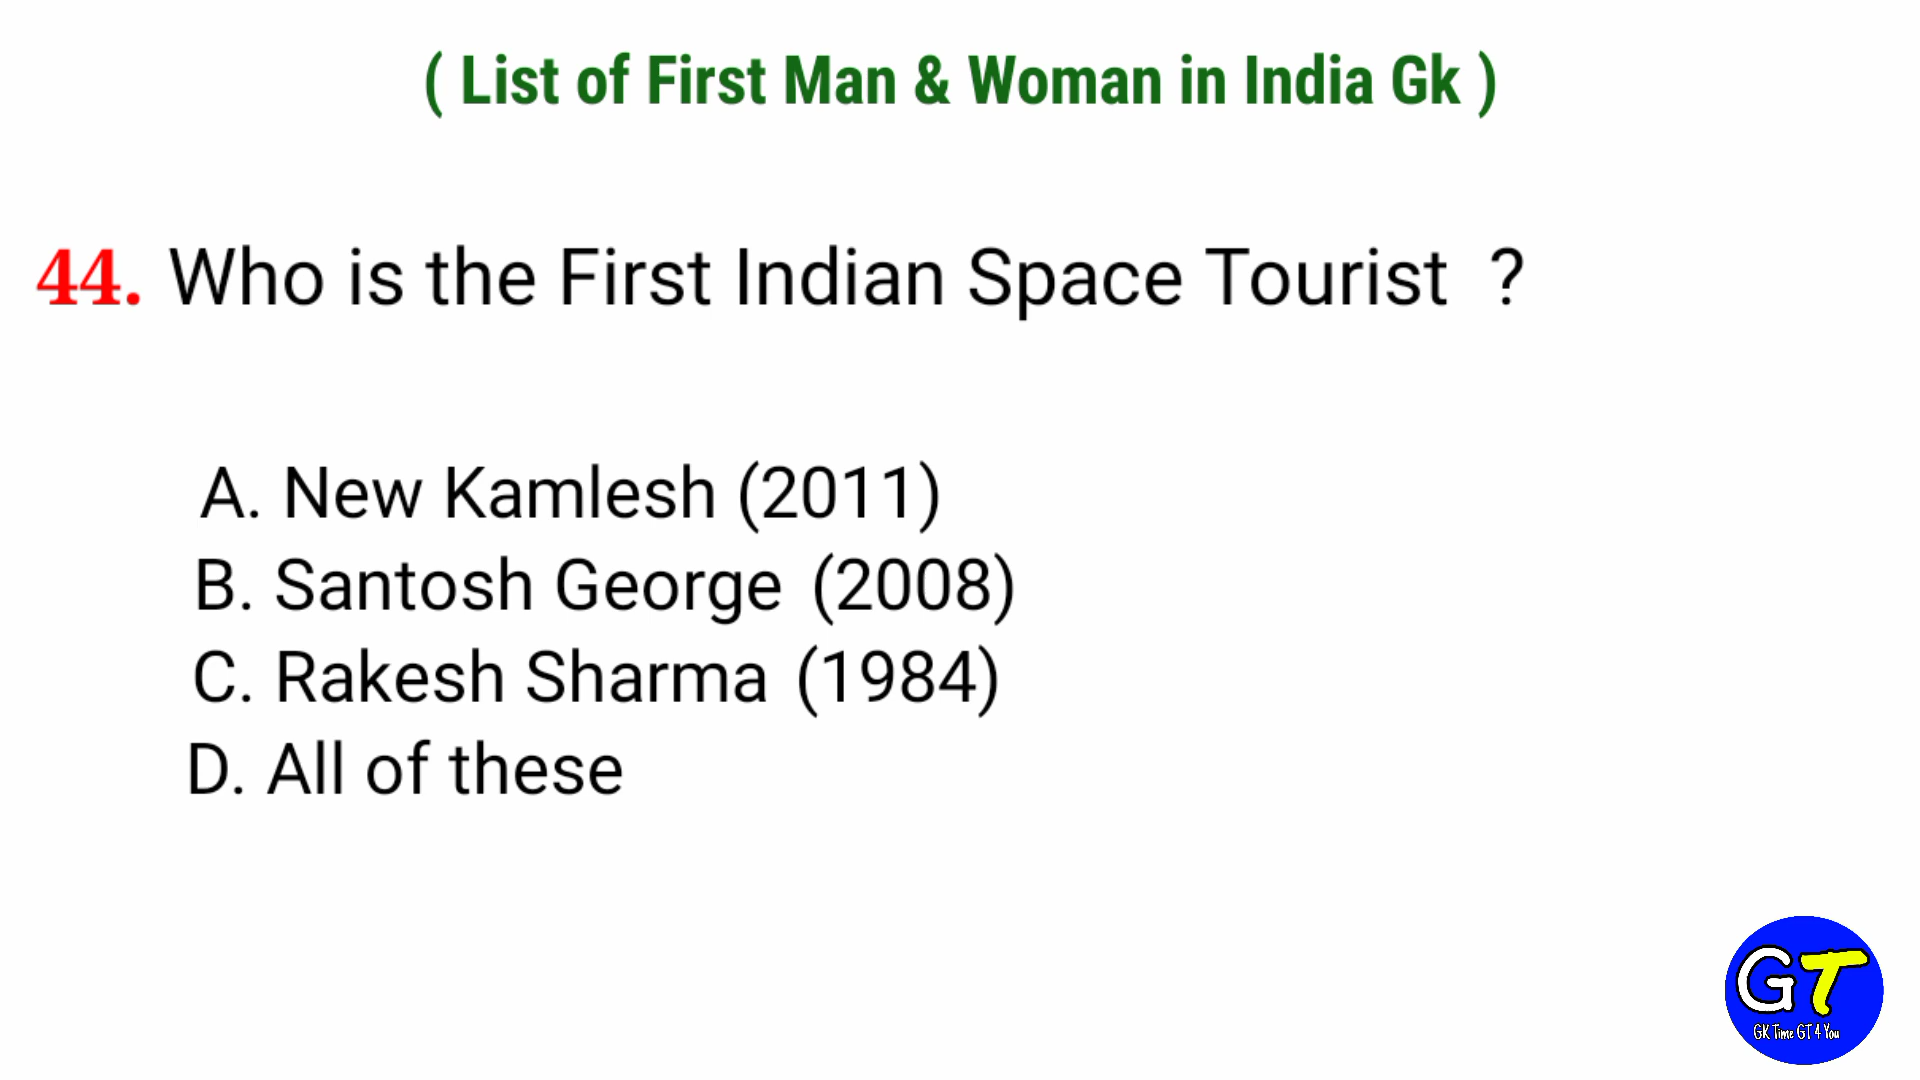 ( List of First Man & Woman in India Gk )
44. Who is the First Indian Space Tourist ?
A. New Kamlesh (2011)
B. Santosh George (2008)
C. Rakesh Sharma (1984)
D. All of these
GT
GK Time GT 4 You